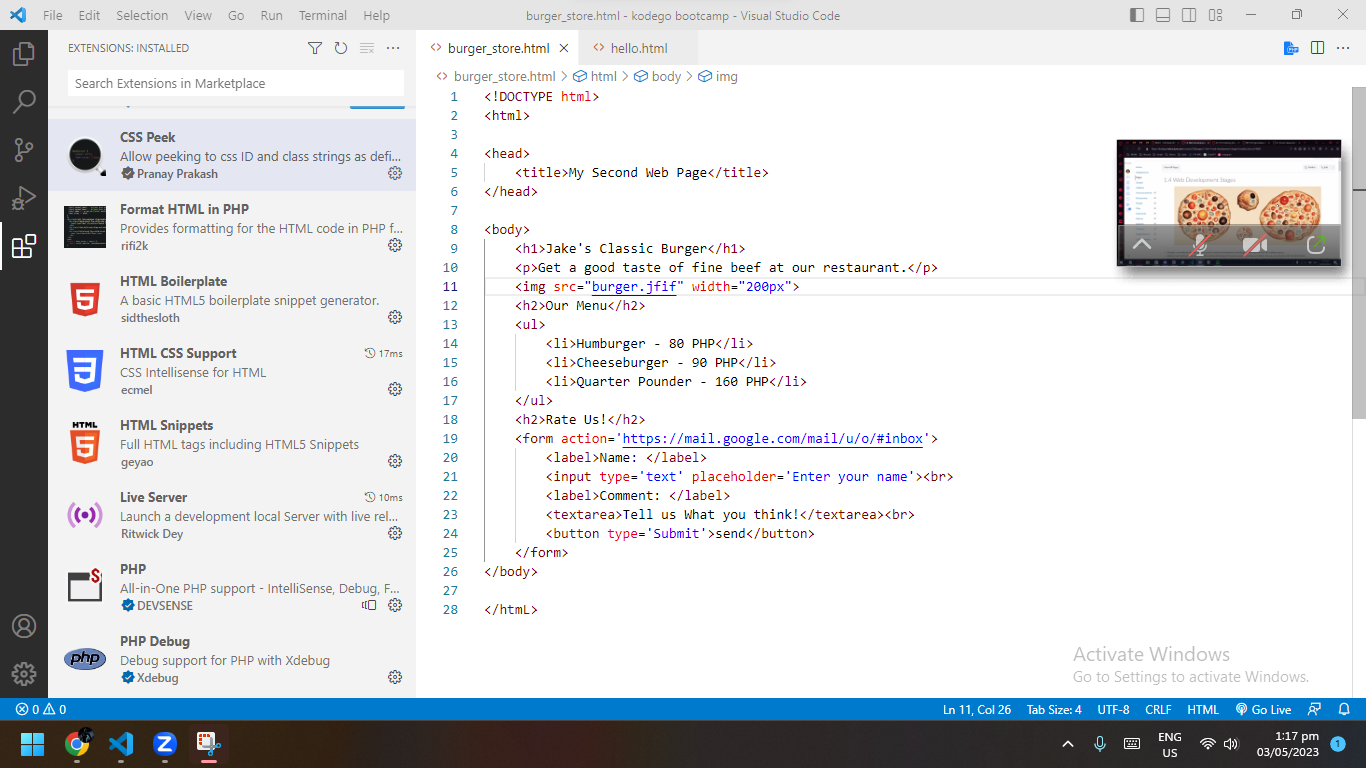 File Edit Selection View Go Run Terminal Help burger_store.html - kodego bootcamp - Visual Studio Code
EXTENSIONS: INSTALLED
Search Extensions in Marketplace
CSS Peek
Allow peeking to css ID and class strings as defi...
Pranay Prakash
Format HTML in PHP
Provides formatting for the HTML code in PHP f...
rifi2k
HTML Boilerplate
A basic HTML5 boilerplate snippet generator.
sidthesloth
HTML CSS Support 17ms
CSS Intellisense for HTML
ecmel
HTML
HTML Snippets
Full HTML tags including HTML5 Snippets
geyao
Live Server 10ms
Launch a development local Server with live rel...
Ritwick Dey
PHP
All-in-One PHP support - IntelliSense, Debug, F...
DEVSENSE
php
PHP Debug
Debug support for PHP with Xdebug
Xdebug
burger_store.html hello.html
burger_store.html > html > body > img
1 <!DOCTYPE html>
2 <html>
3
4 <head>
5 <title>My Second Web Page</title>
6 </head>
7
8 <body>
9 <h1>Jake's Classic Burger</h1>
10 <p>Get a good taste of fine beef at our restaurant.</p>
11 <img src="burger.jfif" width="200px">
12 <h2>Our Menu</h2>
13 <ul>
14 <li>Humburger - 80 PHP</li>
15 <li>Cheeseburger - 90 PHP</li>
16 <li>Quarter Pounder - 160 PHP</li>
17 </ul>
18 <h2>Rate Us!</h2>
19 <form action='https://mail.google.com/mail/u/o/#inbox'>
20 <label>Name: </label>
21 <input type='text' placeholder='Enter your name'><br>
22 <label>Comment: </label>
23 <textarea>Tell us What you think!</textarea><br>
24 <button type='Submit'>send</button>
25 </form>
26 </body>
27
28 </htmL>
Web Development Stages
Activate Windows
Go to Settings to activate Windows.
0 0 Ln 11, Col 26 Tab Size: 4 UTF-8 CRLF HTML Go Live
ENG
US
1:17 pm
03/05/2023
1